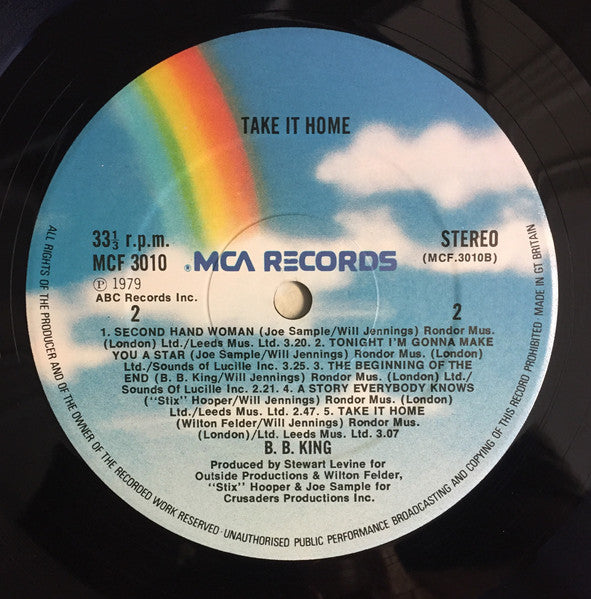 TAKE IT HOME
33⅓ r.p.m.
STEREO
MCF 3010
MCA RECORDS
(MCF.3010B)
℗ 1979
ABC Records Inc.
2
2
1. SECOND HAND WOMAN (Joe Sample/Will Jennings) Rondor Mus.
(London) Ltd./Leeds Mus. Ltd. 3.20. 2. TONIGHT I'M GONNA MAKE
YOU A STAR (Joe Sample/Will Jennings) Rondor Mus. (London)
Ltd./Sounds of Lucille Inc. 3.25. 3. THE BEGINNING OF THE
END (B. B. King/Will Jennings) Rondor Mus. (London) Ltd./
Sounds Of Lucille Inc. 2.21. 4. A STORY EVERYBODY KNOWS
("Stix" Hooper/Will Jennings) Rondor Mus. (London)
Ltd./Leeds Mus. Ltd. 2.47. 5. TAKE IT HOME
(Wilton Felder/Will Jennings) Rondor Mus.
(London)/Ltd. Leeds Mus. Ltd. 3.07
B. B. KING
Produced by Stewart Levine for
Outside Productions & Wilton Felder,
"Stix" Hooper & Joe Sample for
Crusaders Productions Inc.
ALL RIGHTS OF THE PRODUCER AND OF THE OWNER OF THE RECORDED WORK RESERVED · UNAUTHORISED PUBLIC PERFORMANCE BROADCASTING AND COPYING OF THIS RECORD PROHIBITED MADE IN GT BRITAIN